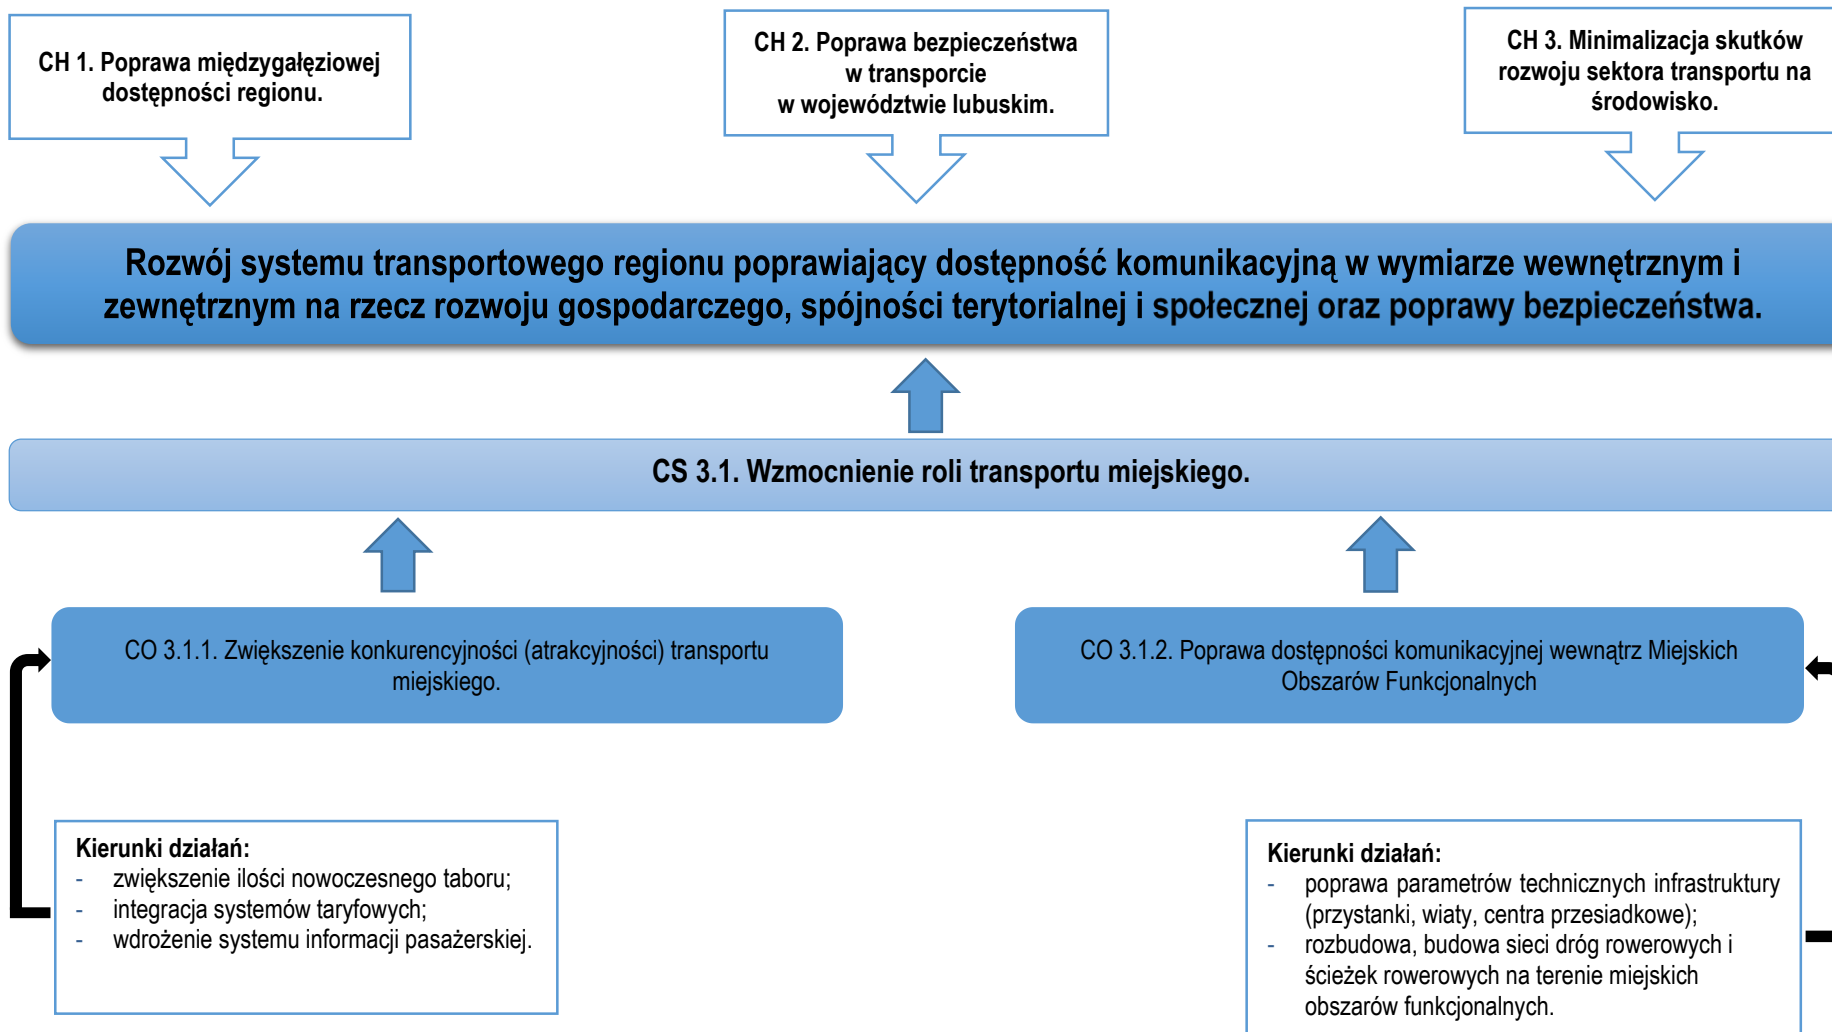 CH 1. Poprawa międzygałęziowej
dostępności regionu.
CH 2. Poprawa bezpieczeństwa
w transporcie
w województwie lubuskim.
CH 3. Minimalizacja skutków
rozwoju sektora transportu na
środowisko.
Rozwój systemu transportowego regionu poprawiający dostępność komunikacyjną w wymiarze wewnętrznym i
zewnętrznym na rzecz rozwoju gospodarczego, spójności terytorialnej i społecznej oraz poprawy bezpieczeństwa.
CS 3.1. Wzmocnienie roli transportu miejskiego.
CO 3.1.1. Zwiększenie konkurencyjności (atrakcyjności) transportu
miejskiego.
CO 3.1.2. Poprawa dostępności komunikacyjnej wewnątrz Miejskich
Obszarów Funkcjonalnych
Kierunki działań:
- zwiększenie ilości nowoczesnego taboru;
- integracja systemów taryfowych;
- wdrożenie systemu informacji pasażerskiej.
Kierunki działań:
- poprawa parametrów technicznych infrastruktury
(przystanki, wiaty, centra przesiadkowe);
- rozbudowa, budowa sieci dróg rowerowych i
ścieżek rowerowych na terenie miejskich
obszarów funkcjonalnych.